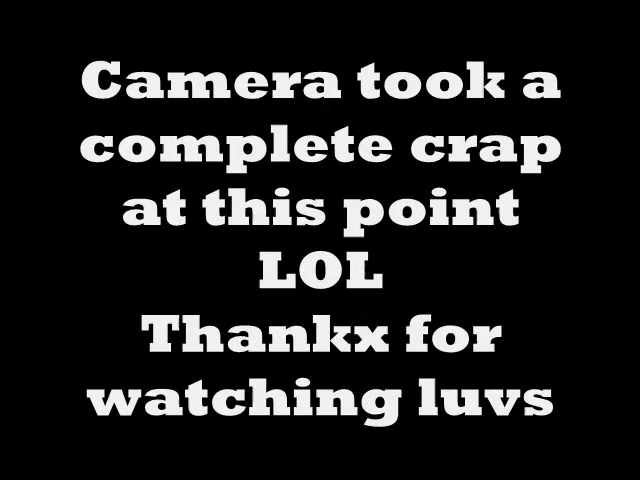 Camera took a
complete crap
at this point
LOL
Thankx for
watching luvs